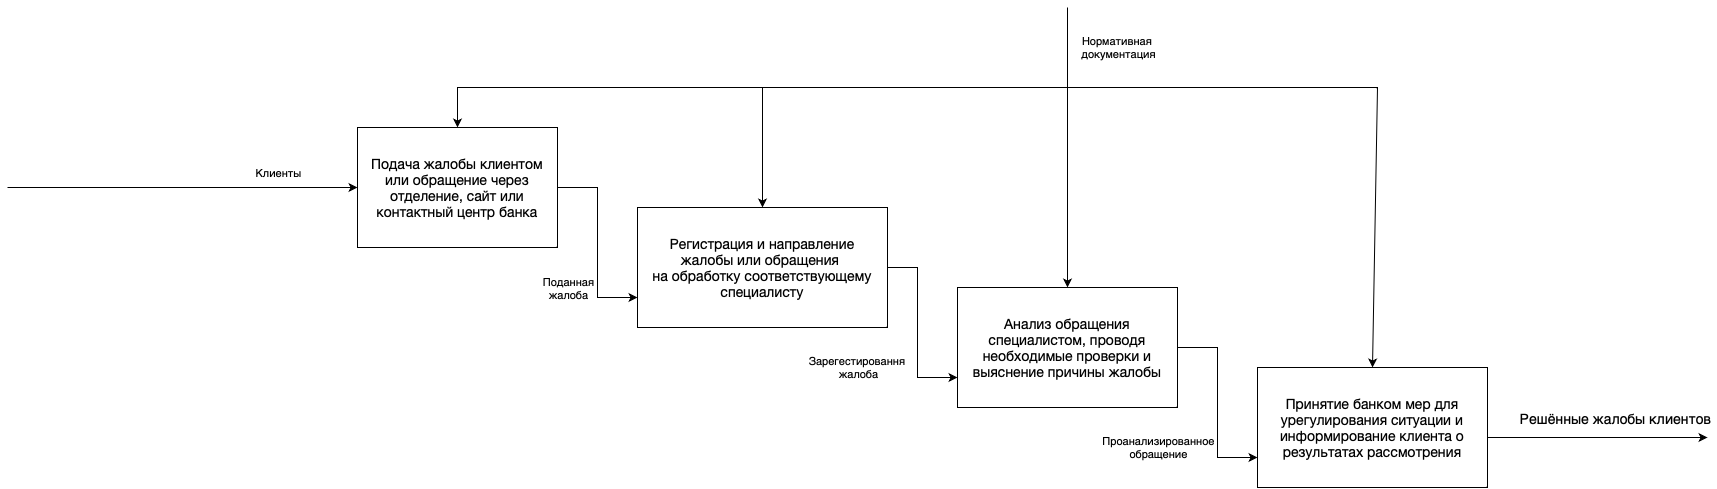 Нормативная
документация
Клиенты
Подача жалобы клиентом
или обращение через
отделение, сайт или
контактный центр банка
Поданная
жалоба
Регистрация и направление
жалобы или обращения
на обработку соответствующему
специалисту
Зарегестировання
жалоба
Анализ обращения
специалистом, проводя
необходимые проверки и
выяснение причины жалобы
Проанализированное
обращение
Принятие банком мер для
урегулирования ситуации и
информирование клиента о
результатах рассмотрения
Решённые жалобы клиентов